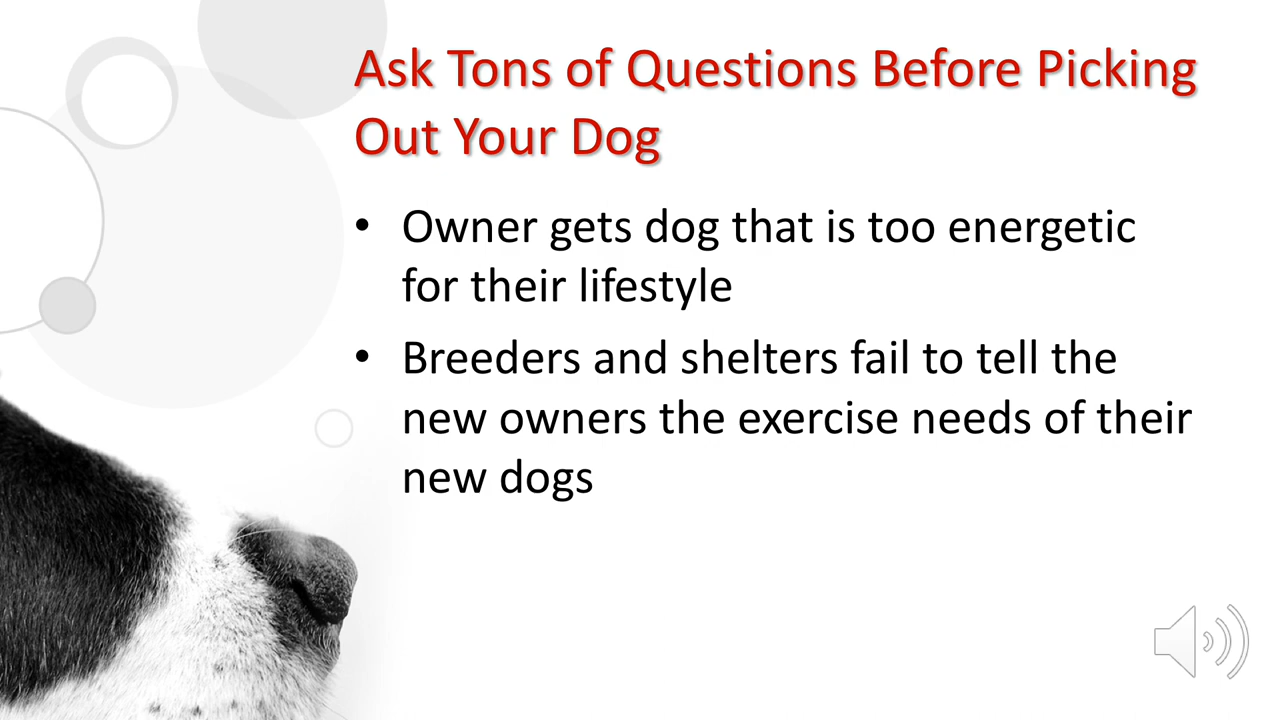 Ask Tons of Questions Before Picking
Out Your Dog
• Owner gets dog that is too energetic
for their lifestyle
• Breeders and shelters fail to tell the
new owners the exercise needs of their
new dogs